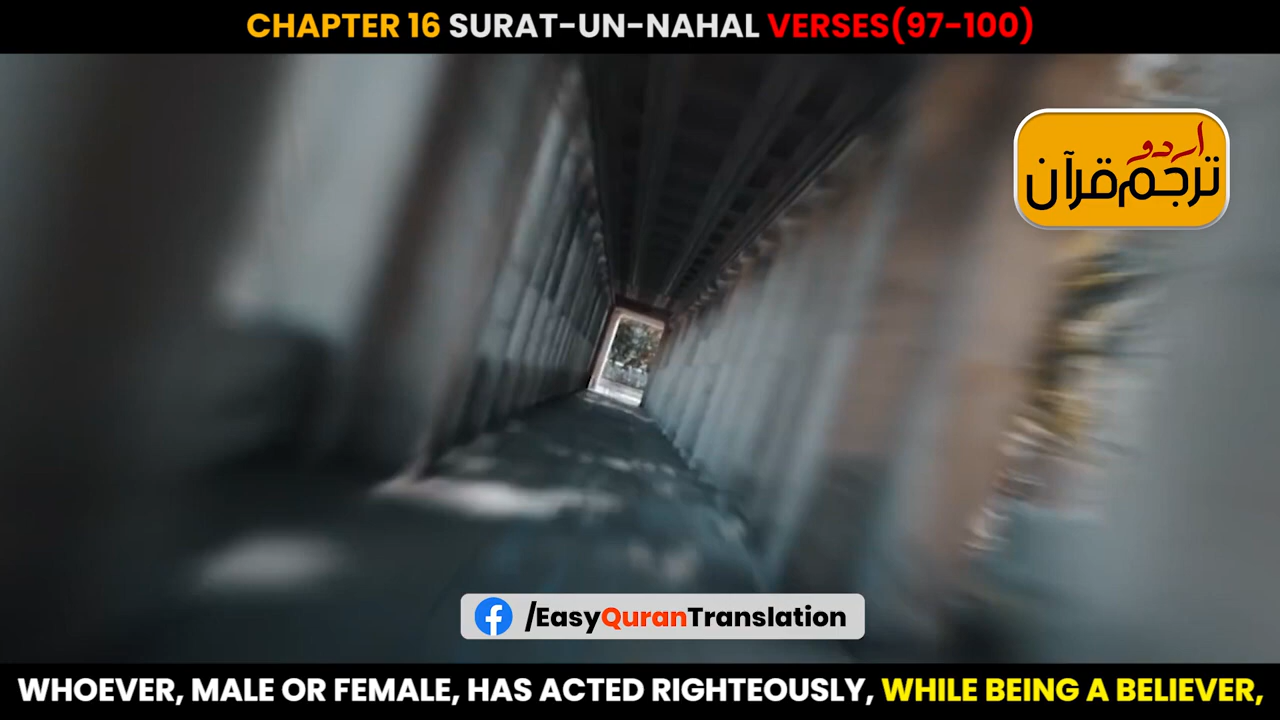 CHAPTER 16 SURAT-UN-NAHAL VERSES(97-100)
اردو
ترجمہ قرآن
/EasyQuranTranslation
WHOEVER, MALE OR FEMALE, HAS ACTED RIGHTEOUSLY, WHILE BEING A BELIEVER,